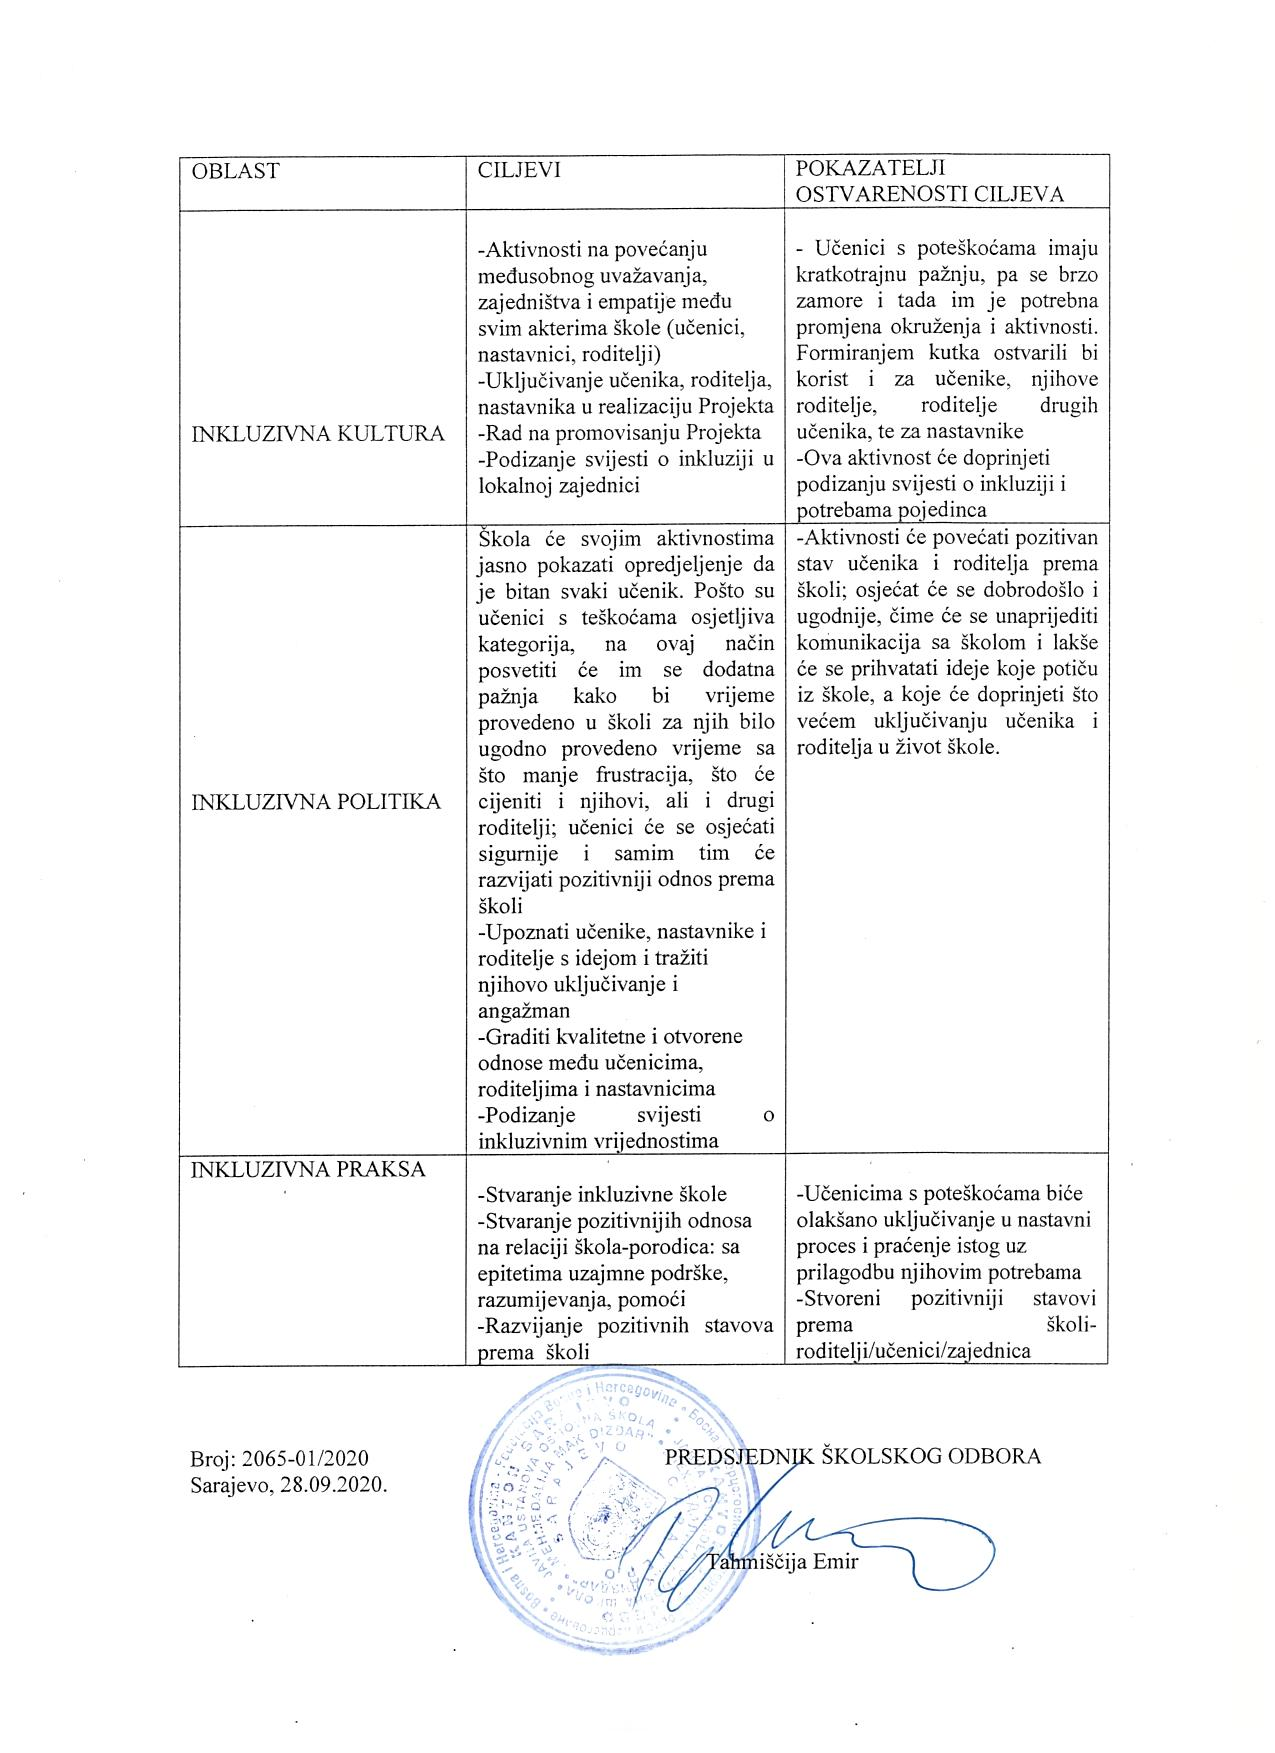 OBLAST
CILJEVI
POKAZATELJI
OSTVARENOSTI CILJEVA
INKLUZIVNA KULTURA
-Aktivnosti na povećanju
međusobnog uvažavanja,
zajedništva i empatije među
svim akterima škole (učenici,
nastavnici, roditelji)
-Uključivanje učenika, roditelja,
nastavnika u realizaciju Projekta
-Rad na promovisanju Projekta
-Podizanje svijesti o inkluziji u
lokalnoj zajednici
- Učenici s poteškoćama imaju
kratkotrajnu pažnju, pa se brzo
zamore i tada im je potrebna
promjena okruženja i aktivnosti.
Formiranjem kutka ostvarili bi
korist i za učenike, njihove
roditelje, roditelje drugih
učenika, te za nastavnike
-Ova aktivnost će doprinjeti
podizanju svijesti o inkluziji i
potrebama pojedinca
INKLUZIVNA POLITIKA
Škola će svojim aktivnostima
jasno pokazati opredjeljenje da
je bitan svaki učenik. Pošto su
učenici s teškoćama osjetljiva
kategorija, na ovaj način
posvetiti će im se dodatna
pažnja kako bi vrijeme
provedeno u školi za njih bilo
ugodno provedeno vrijeme sa
što manje frustracija, što će
cijeniti i njihovi, ali i drugi
roditelji; učenici će se osjećati
sigurnije i samim tim će
razvijati pozitivniji odnos prema
školi
-Upoznati učenike, nastavnike i
roditelje s idejom i tražiti
njihovo uključivanje i
angažman
-Graditi kvalitetne i otvorene
odnose među učenicima,
roditeljima i nastavnicima
-Podizanje svijesti o
inkluzivnim vrijednostima
-Aktivnosti će povećati pozitivan
stav učenika i roditelja prema
školi; osjećat će se dobrodošlo i
ugodnije, čime će se unaprijediti
komunikacija sa školom i lakše
će se prihvatati ideje koje potiču
iz škole, a koje će doprinjeti što
većem uključivanju učenika i
roditelja u život škole.
INKLUZIVNA PRAKSA
-Stvaranje inkluzivne škole
-Stvaranje pozitivnijih odnosa
na relaciji škola-porodica: sa
epitetima uzajmne podrške,
razumijevanja, pomoći
-Razvijanje pozitivnih stavova
prema školi
-Učenicima s poteškoćama biće
olakšano uključivanje u nastavni
proces i praćenje istog uz
prilagodbu njihovim potrebama
-Stvoreni pozitivniji stavovi
prema školi-
roditelji/učenici/zajednica
Broj: 2065-01/2020
Sarajevo, 28.09.2020.
PREDSJEDNIK ŠKOLSKOG ODBORA
Tahmiščija Emir
Bosna i Hercegovina
KANTON SARAJEVO
SARAJEVO